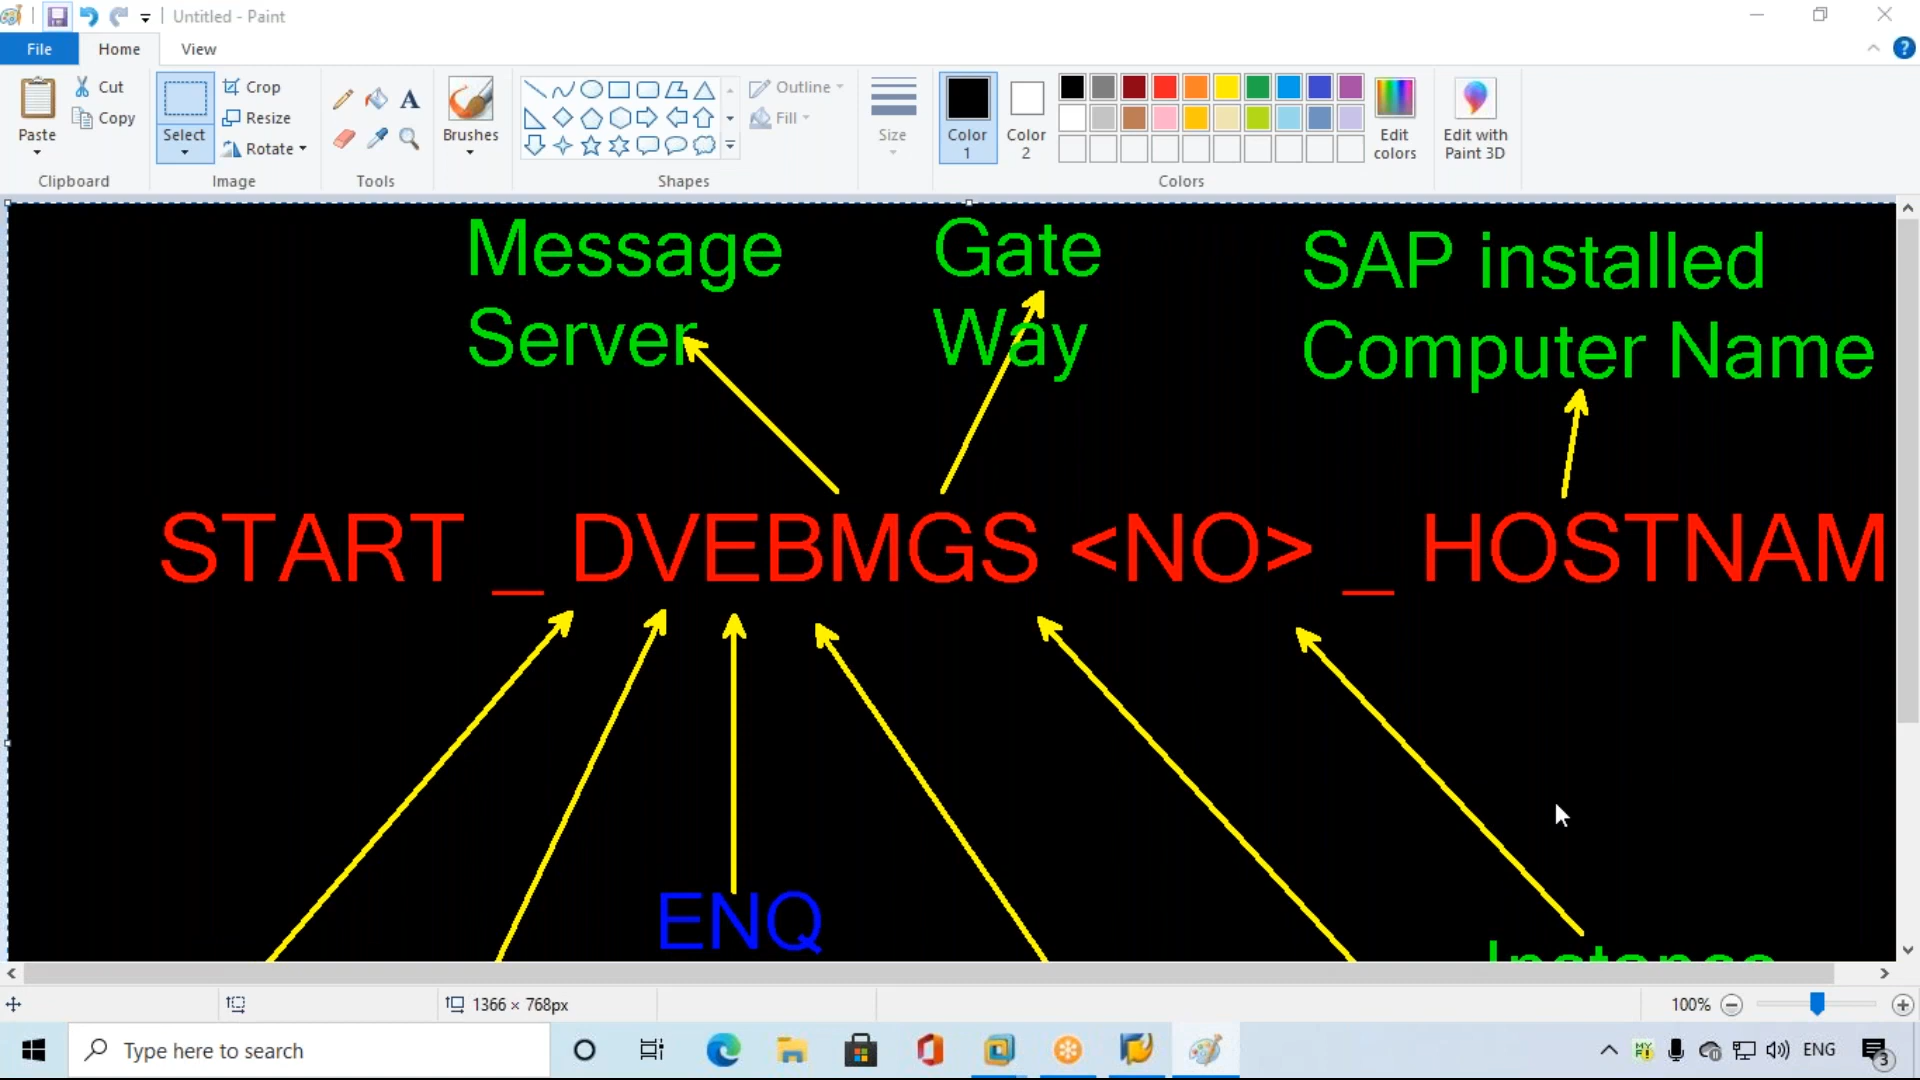 Untitled - Paint
File Home View
Paste
Cut
Copy
Clipboard
Select
Crop
Resize
Rotate
Image
A
Tools
Brushes
Shapes
Outline
Fill
Size
Color 1
Color 2
Edit colors
Colors
Edit with Paint 3D
Message
Server
Gate
Way
SAP installed
Computer Name
START _ DVEBMGS <NO> _ HOSTNAM
ENQ
Instance
1366 × 768px
100%
Type here to search
ENG
3